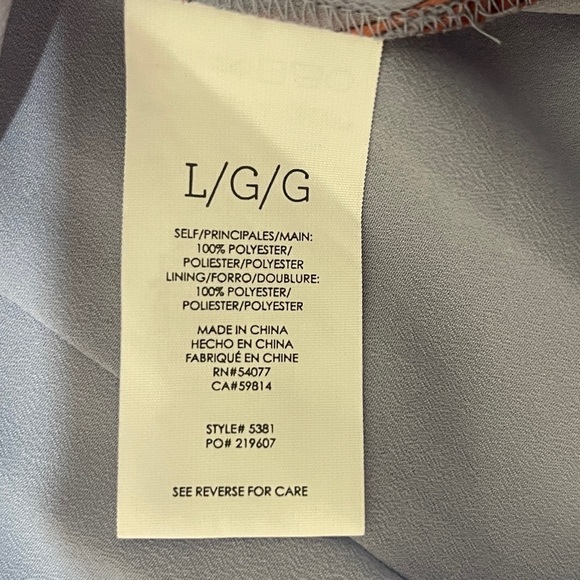 L/G/G
SELF/PRINCIPALES/MAIN:
100% POLYESTER/
POLIESTER/POLYESTER
LINING/FORRO/DOUBLURE:
100% POLYESTER/
POLIESTER/POLYESTER
MADE IN CHINA
HECHO EN CHINA
FABRIQUÉ EN CHINE
RN#54077
CA#59814
STYLE# 5381
PO# 219607
SEE REVERSE FOR CARE